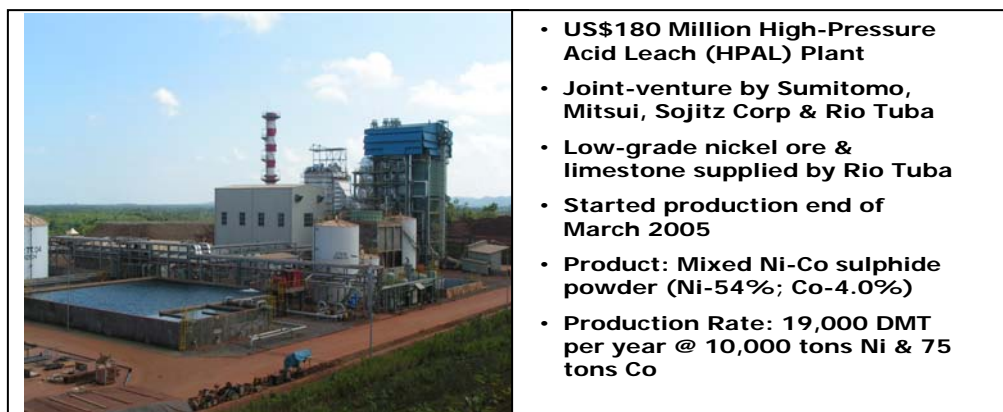 • US$180 Million High-Pressure
Acid Leach (HPAL) Plant
• Joint-venture by Sumitomo,
Mitsui, Sojitz Corp & Rio Tuba
• Low-grade nickel ore &
limestone supplied by Rio Tuba
• Started production end of
March 2005
• Product: Mixed Ni-Co sulphide
powder (Ni-54%; Co-4.0%)
• Production Rate: 19,000 DMT
per year @ 10,000 tons Ni & 75
tons Co